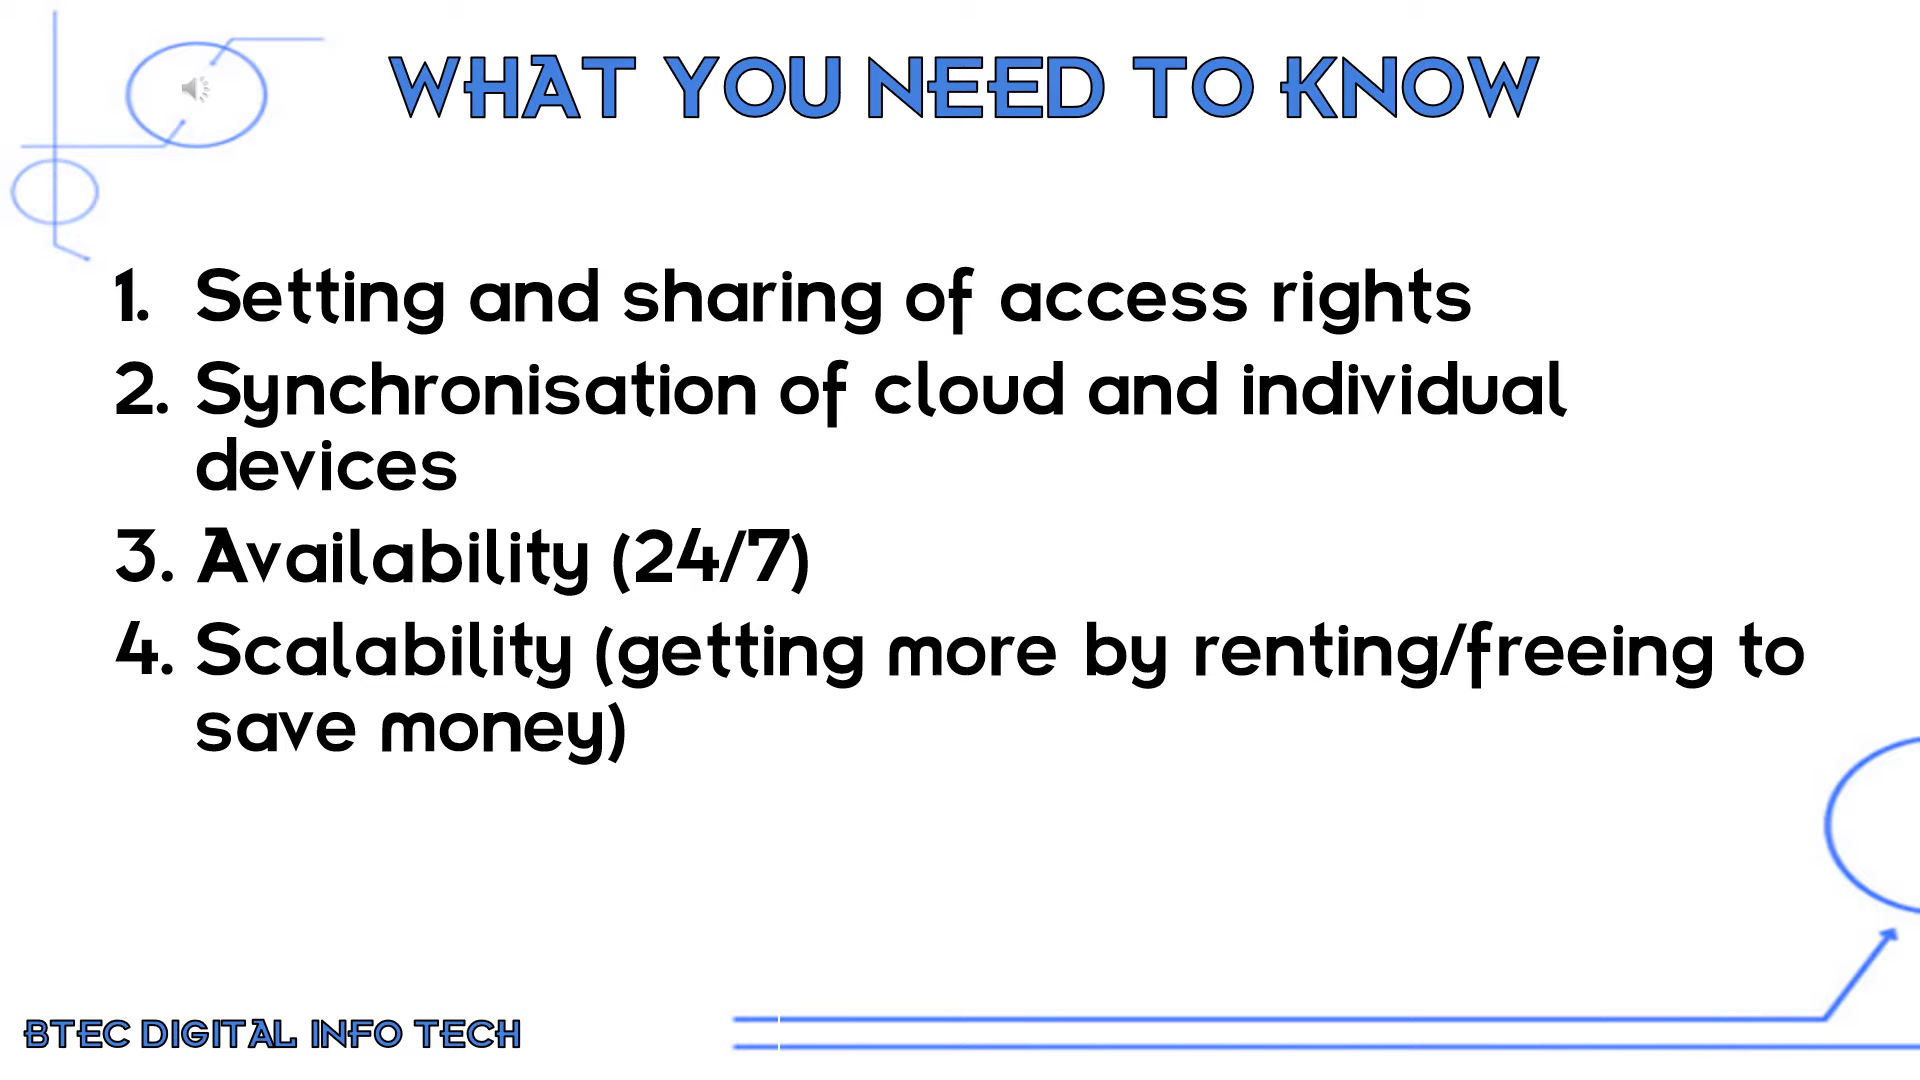 WHAT YOU NEED TO KNOW
1. Setting and sharing of access rights
2. Synchronisation of cloud and individual
devices
3. Availability (24/7)
4. Scalability (getting more by renting/freeing to
save money)
BTEC DIGITAL INFO TECH